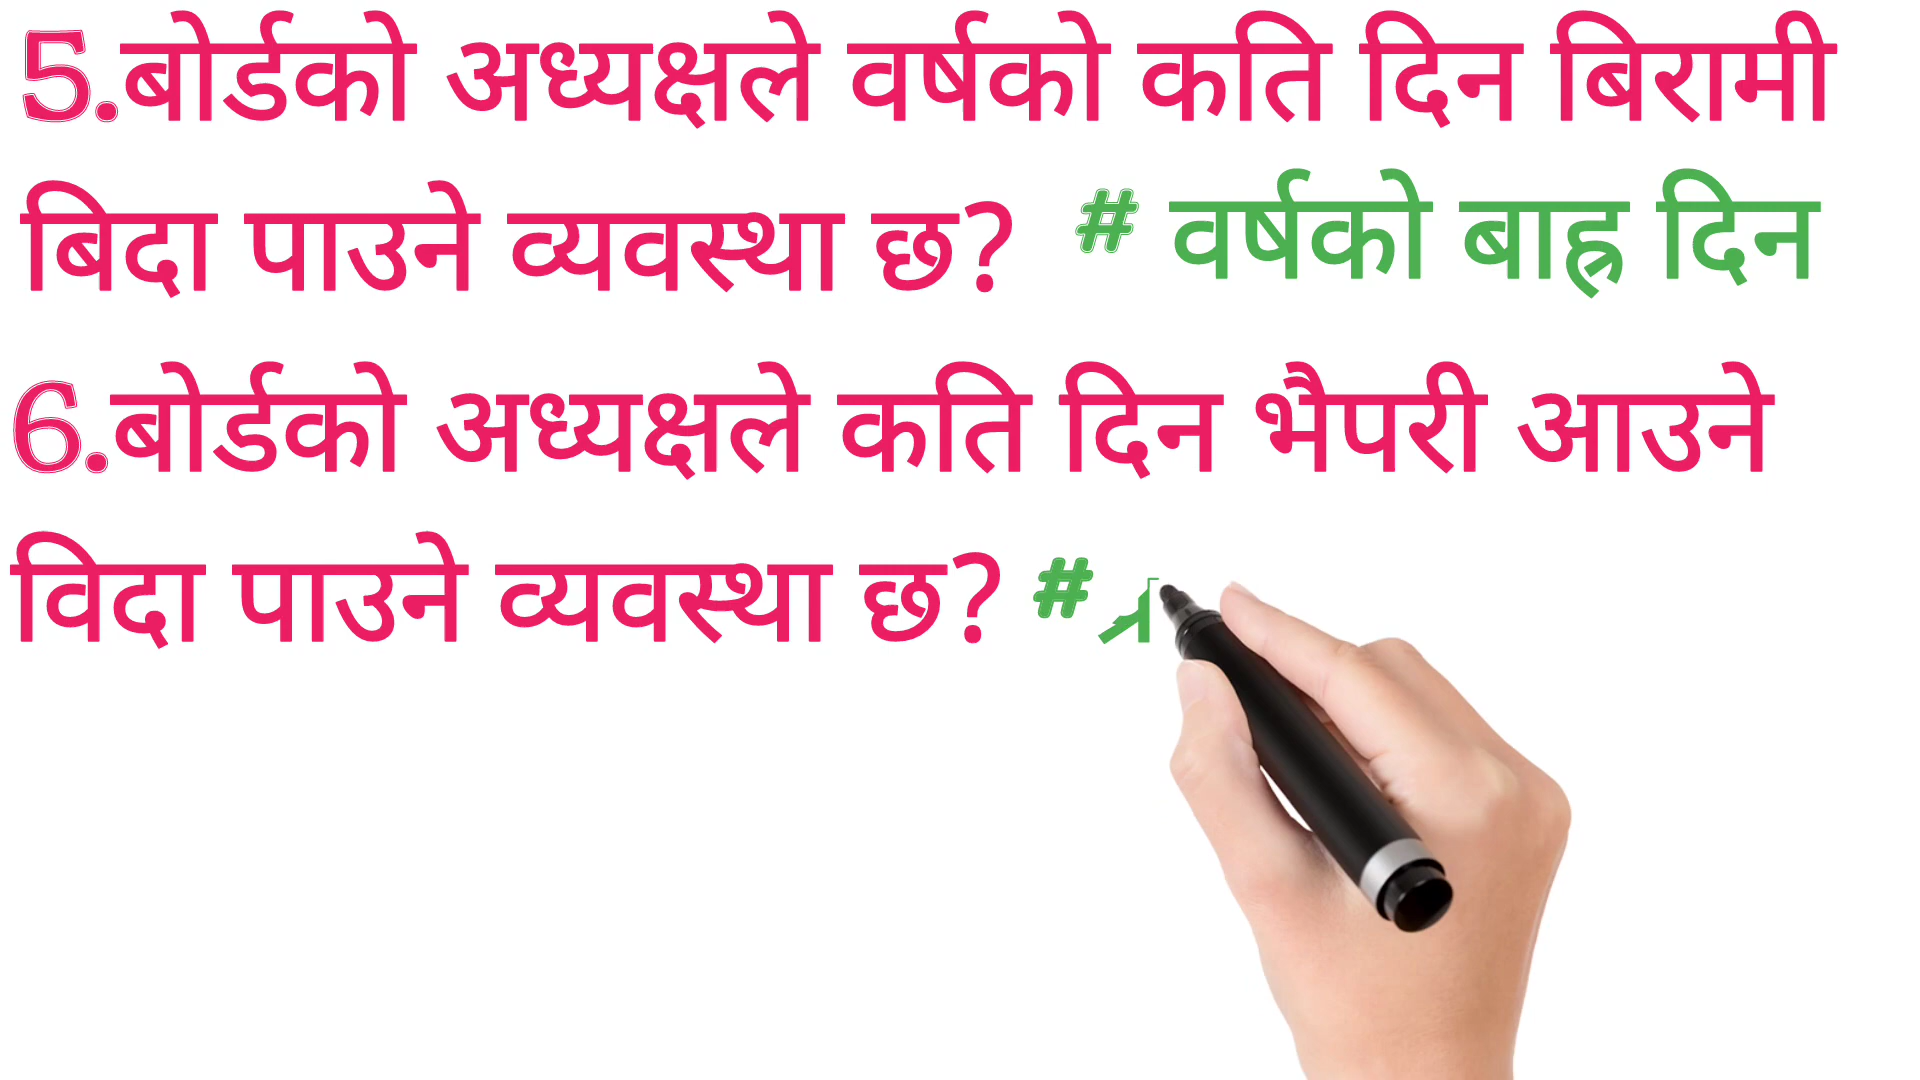 5.बोर्डको अध्यक्षले वर्षको कति दिन बिरामी
बिदा पाउने व्यवस्था छ? # वर्षको बाह्र दिन
6.बोर्डको अध्यक्षले कति दिन भैपरी आउने
विदा पाउने व्यवस्था छ? #